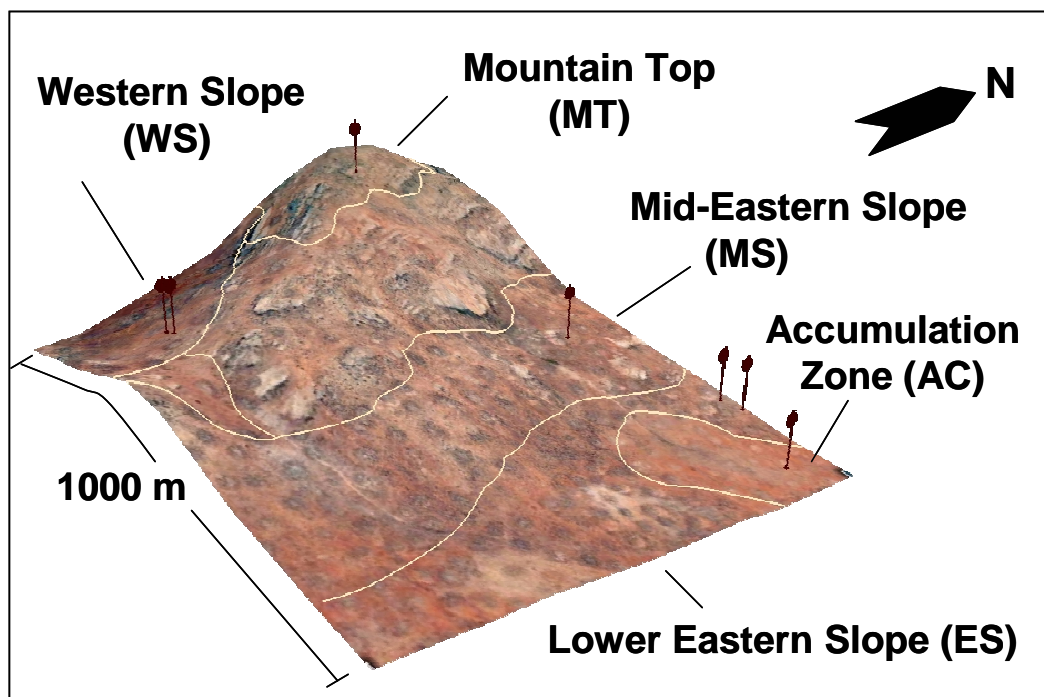 Western Slope
(WS)
Mountain Top
(MT)
N
Mid-Eastern Slope
(MS)
Accumulation
Zone (AC)
1000 m
Lower Eastern Slope (ES)